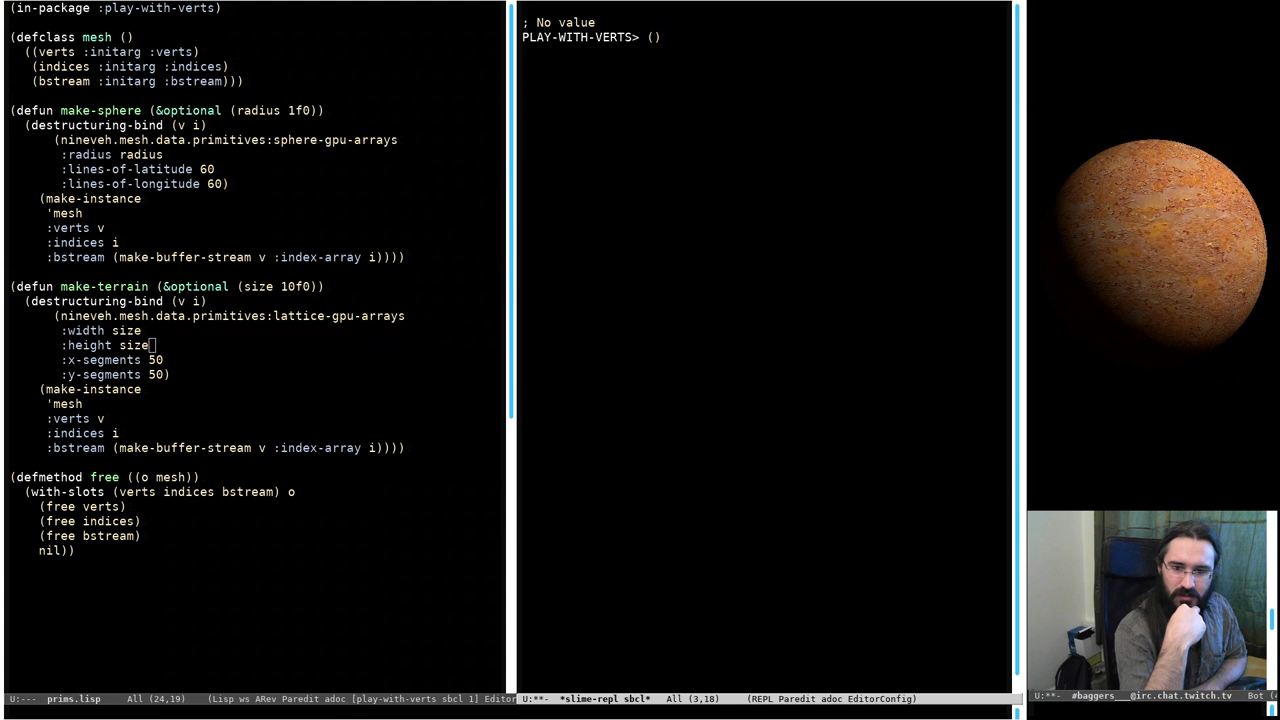 (in-package :play-with-verts)
(defclass mesh ()
((verts :initarg :verts)
(indices :initarg :indices)
(bstream :initarg :bstream)))
(defun make-sphere (&optional (radius 1f0))
(destructuring-bind (v i)
(nineveh.mesh.data.primitives:sphere-gpu-arrays
:radius radius
:lines-of-latitude 60
:lines-of-longitude 60)
(make-instance
'mesh
:verts v
:indices i
:bstream (make-buffer-stream v :index-array i))))
(defun make-terrain (&optional (size 10f0))
(destructuring-bind (v i)
(nineveh.mesh.data.primitives:lattice-gpu-arrays
:width size
:height size
:x-segments 50
:y-segments 50)
(make-instance
'mesh
:verts v
:indices i
:bstream (make-buffer-stream v :index-array i))))
(defmethod free ((o mesh))
(with-slots (verts indices bstream) o
(free verts)
(free indices)
(free bstream)
nil))
U:--- prims.lisp All (24,19) (Lisp ws ARev Paredit adoc [play-with-verts sbcl 1] Editor
; No value
PLAY-WITH-VERTS> ()
U:**- *slime-repl sbcl* All (3,18) (REPL Paredit adoc EditorConfig)
U:**- #baggers___@irc.chat.twitch.tv Bot (4